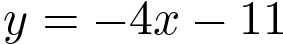 y = −4x − 11